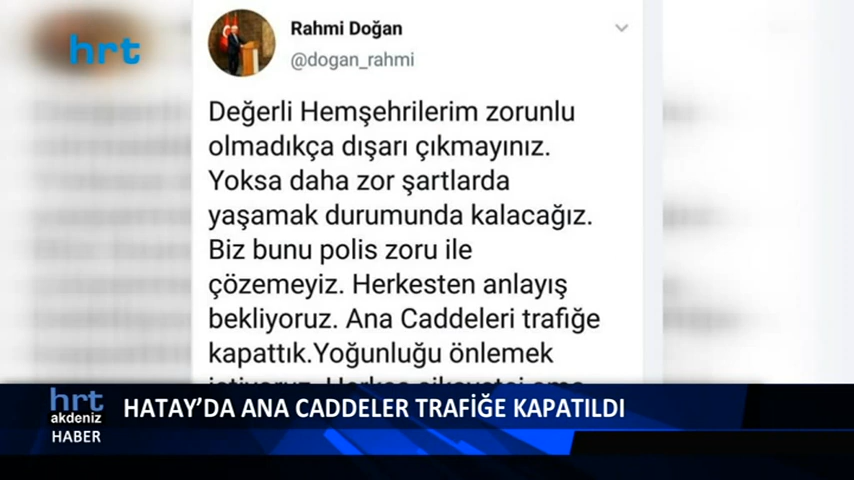 hrt
Rahmi Doğan
@dogan_rahmi
Değerli Hemşehrilerim zorunlu
olmadıkça dışarı çıkmayınız.
Yoksa daha zor şartlarda
yaşamak durumunda kalacağız.
Biz bunu polis zoru ile
çözemeyiz. Herkesten anlayış
bekliyoruz. Ana Caddeleri trafiğe
kapattık.Yoğunluğu önlemek
hrt
akdeniz
HABER
HATAY’DA ANA CADDELER TRAFİĞE KAPATILDI